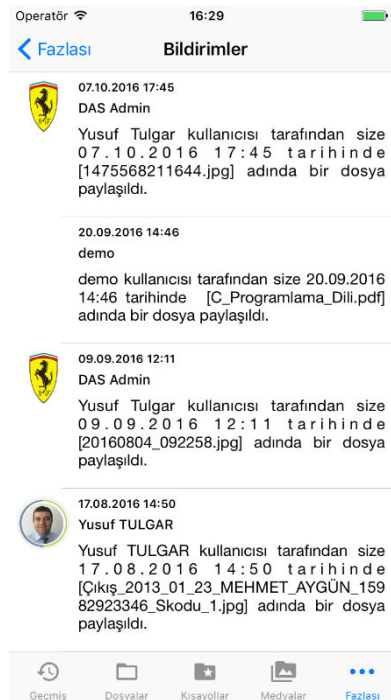 Operatör 16:29
Fazlası Bildirimler
07.10.2016 17:45
DAS Admin
Yusuf Tulgar kullanıcısı tarafından size
07.10.2016 17:45 tarihinde
[1475568211644.jpg] adında bir dosya
paylaşıldı.
20.09.2016 14:46
demo
demo kullanıcısı tarafından size 20.09.2016
14:46 tarihinde [C_Programlama_Dili.pdf]
adında bir dosya paylaşıldı.
09.09.2016 12:11
DAS Admin
Yusuf Tulgar kullanıcısı tarafından size
09.09.2016 12:11 tarihinde
[20160804_092258.jpg] adında bir dosya
paylaşıldı.
17.08.2016 14:50
Yusuf TULGAR
Yusuf TULGAR kullanıcısı tarafından size
17.08.2016 14:50 tarihinde
[Çıkış_2013_01_23_MEHMET_AYGÜN_159
82923346_Skodu_1.jpg] adında bir dosya
paylaşıldı.
Geçmiş Dosyalar Kısayollar Medyalar Fazlası